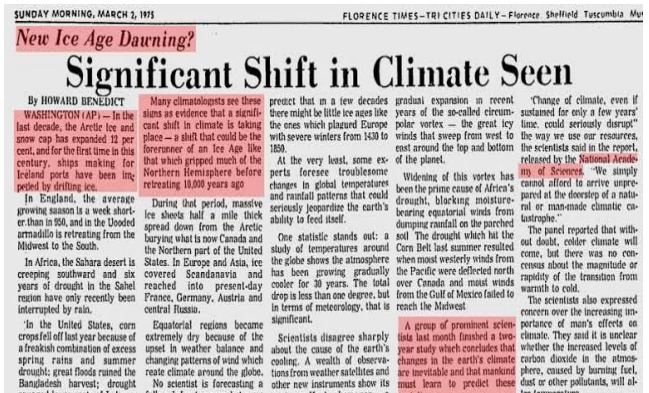 SUNDAY MORNING, MARCH 2, 1975
FLORENCE TIMES—TRI CITIES DAILY—Florence, Sheffield Tuscumbia
New Ice Age Dawning?
Significant Shift in Climate Seen
By HOWARD BENEDICT
WASHINGTON (AP) — In the
last decade, the Arctic ice and
snow cap has expanded 12 per
cent, and for the first time in this
century, ships making for
Iceland ports have been im-
peded by drifting ice.
In England, the average
growing season is a week short-
er than in 950, and in the
armadillo is retreating from the
Midwest to the South.
In Africa, the Sahara desert is
creeping southward and six
years of drought in the Sahel
region have only recently been
interrupted by rain.
'In the United States, corn
crops fell off last year because of
a freakish combination of excess
spring rains and summer
drought; great floods ruined the
Bangladesh harvest; drought
Many climatologists see these
signs as evidence that a signifi-
cant shift in climate is taking
place — a shift that could be the
forerunner of an Ice Age like
that which gripped much of the
Northern Hemisphere before
retreating 10,000 years ago
During that period, massive
ice sheets half a mile thick
spread down from the Arctic
burying what is now Canada and
the Northern part of the United
States. In Europe and Asia, ice
covered Scandanavia and
reached into present-day
France, Germany, Austria and
central Russia.
Equatorial regions became
extremely dry because of the
upset in weather balance and
changing patterns of wind which
reate climate around the globe.
No scientist is forecasting a
predict that in a few decades
there might be little ice ages like
the ones which plagued Europe
with severe winters from 1430 to
1850.
At the very least, some ex-
perts foresee troublesome
changes in global temperatures
and rainfall patterns that could
seriously jeopardize the earth's
ability to feed itself.
One statistic stands out: a
study of temperatures around
the globe shows the atmosphere
has been growing gradually
cooler for 30 years. The total
drop is less than one degree, but
in terms of meteorology, that is
significant.
Scientists disagree sharply
about the cause of the earth's
cooling. A wealth of observa-
tions from weather satellites and
other new instruments show its
gradual expansion in recent
years of the so-called circum-
polar vortex — the great icy
winds that sweep from west to
east around the top and bottom
of the planet.
Widening of this vortex has
been the prime cause of Africa's
drought, blocking moisture-
bearing equatorial winds from
dumping rainfall on the parched
soil The drought which hit the
Corn Belt last summer resulted
when most westerly winds from
the Pacific were deflected north
over Canada and moist winds
from the Gulf of Mexico failed to
reach the Midwest
A group of prominent scien-
tists last month finished a two-
year study which concludes that
changes in the earth's climate
are inevitable and that mankind
must learn to predict these
'Change of climate, even if
sustained for only a few years'
time, could seriously disrupt"
the way we use our resources,
the scientists said in the report,
released by the National Acade-
my of Sciences. "We simply
cannot afford to arrive unpre-
pared at the doorstep of a natu-
ral or man-made climatic ca-
tastrophe."
The panel reported that with-
out doubt, colder climate will
come, but there was no con-
census about the magnitude or
rapidity of the transition from
warmth to cold.
The scientists also expressed
concern over the increasing im-
portance of man's effects on
climate. They said it is unclear
whether the increased levels of
carbon dioxide in the atmos-
phere, caused by burning fuel,
dust or other pollutants, will al-